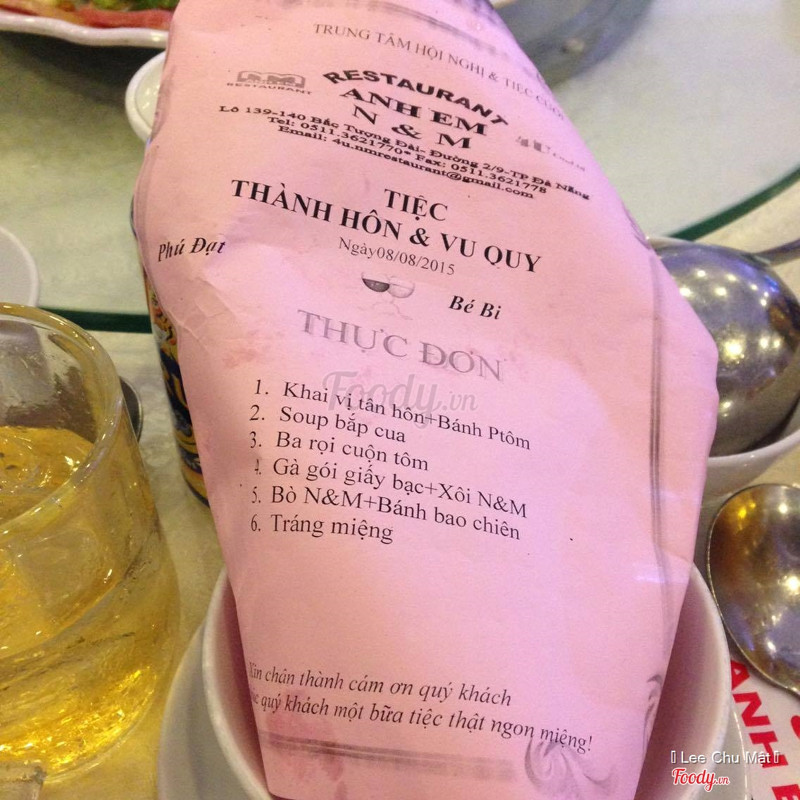 TRUNG TÂM HỘI NGHỊ & TIỆC CƯỚI
RESTAURANT
RESTAURANT
ANH EM
N & M
4U
Lô 139-140 Bắc Tượng Đài- Đường 2/9-TP Đà Nẵng
Tel: 0511.3621770* Fax: 0511.3621778
Email: 4u.nmrestaurant@gmail.com
TIỆC
THÀNH HÔN & VU QUY
Phú Đạt
Ngày08/08/2015
Bé Bi
THỰC ĐƠN
Foody.vn
1. Khai vị tân hôn+Bánh Ptôm
2. Soup bắp cua
3. Ba rọi cuộn tôm
4. Gà gói giấy bạc+Xôi N&M
5. Bò N&M+Bánh bao chiên
6. Tráng miệng
Xin chân thành cám ơn quý khách
quý khách một bữa tiệc thật ngon miệng!
ANH E
Lee Chu Mật
Foody.vn